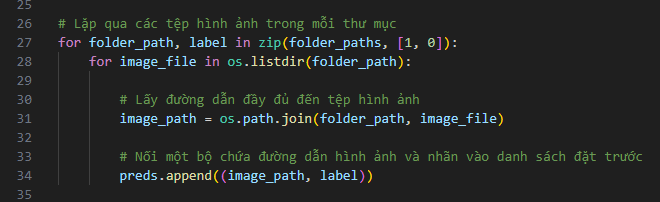 25
26 # Lặp qua các tệp hình ảnh trong mỗi thư mục
27 for folder_path, label in zip(folder_paths, [1, 0]):
28     for image_file in os.listdir(folder_path):
29
30         # Lấy đường dẫn đầy đủ đến tệp hình ảnh
31         image_path = os.path.join(folder_path, image_file)
32
33         # Nối một bộ chứa đường dẫn hình ảnh và nhãn vào danh sách đặt trước
34         preds.append((image_path, label))
35